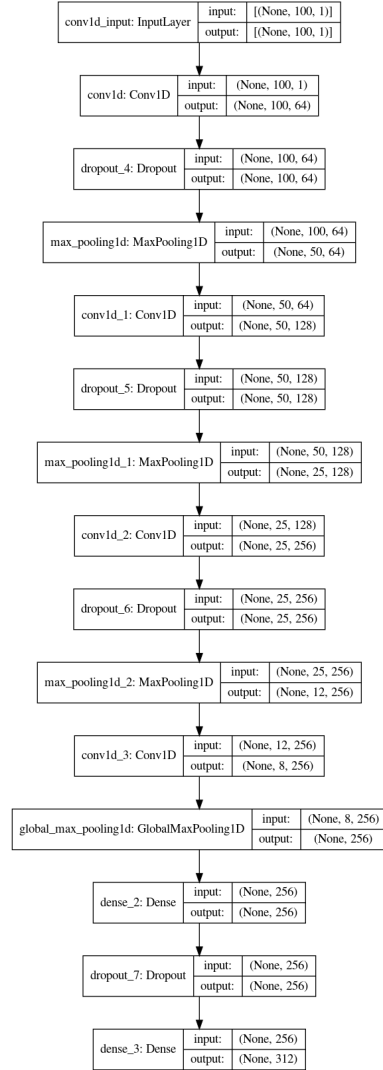 conv1d_input: InputLayer
input: [(None, 100, 1)]
output: [(None, 100, 1)]
conv1d: Conv1D
input: (None, 100, 1)
output: (None, 100, 64)
dropout_4: Dropout
input: (None, 100, 64)
output: (None, 100, 64)
max_pooling1d: MaxPooling1D
input: (None, 100, 64)
output: (None, 50, 64)
conv1d_1: Conv1D
input: (None, 50, 64)
output: (None, 50, 128)
dropout_5: Dropout
input: (None, 50, 128)
output: (None, 50, 128)
max_pooling1d_1: MaxPooling1D
input: (None, 50, 128)
output: (None, 25, 128)
conv1d_2: Conv1D
input: (None, 25, 128)
output: (None, 25, 256)
dropout_6: Dropout
input: (None, 25, 256)
output: (None, 25, 256)
max_pooling1d_2: MaxPooling1D
input: (None, 25, 256)
output: (None, 12, 256)
conv1d_3: Conv1D
input: (None, 12, 256)
output: (None, 8, 256)
global_max_pooling1d: GlobalMaxPooling1D
input: (None, 8, 256)
output: (None, 256)
dense_2: Dense
input: (None, 256)
output: (None, 256)
dropout_7: Dropout
input: (None, 256)
output: (None, 256)
dense_3: Dense
input: (None, 256)
output: (None, 312)